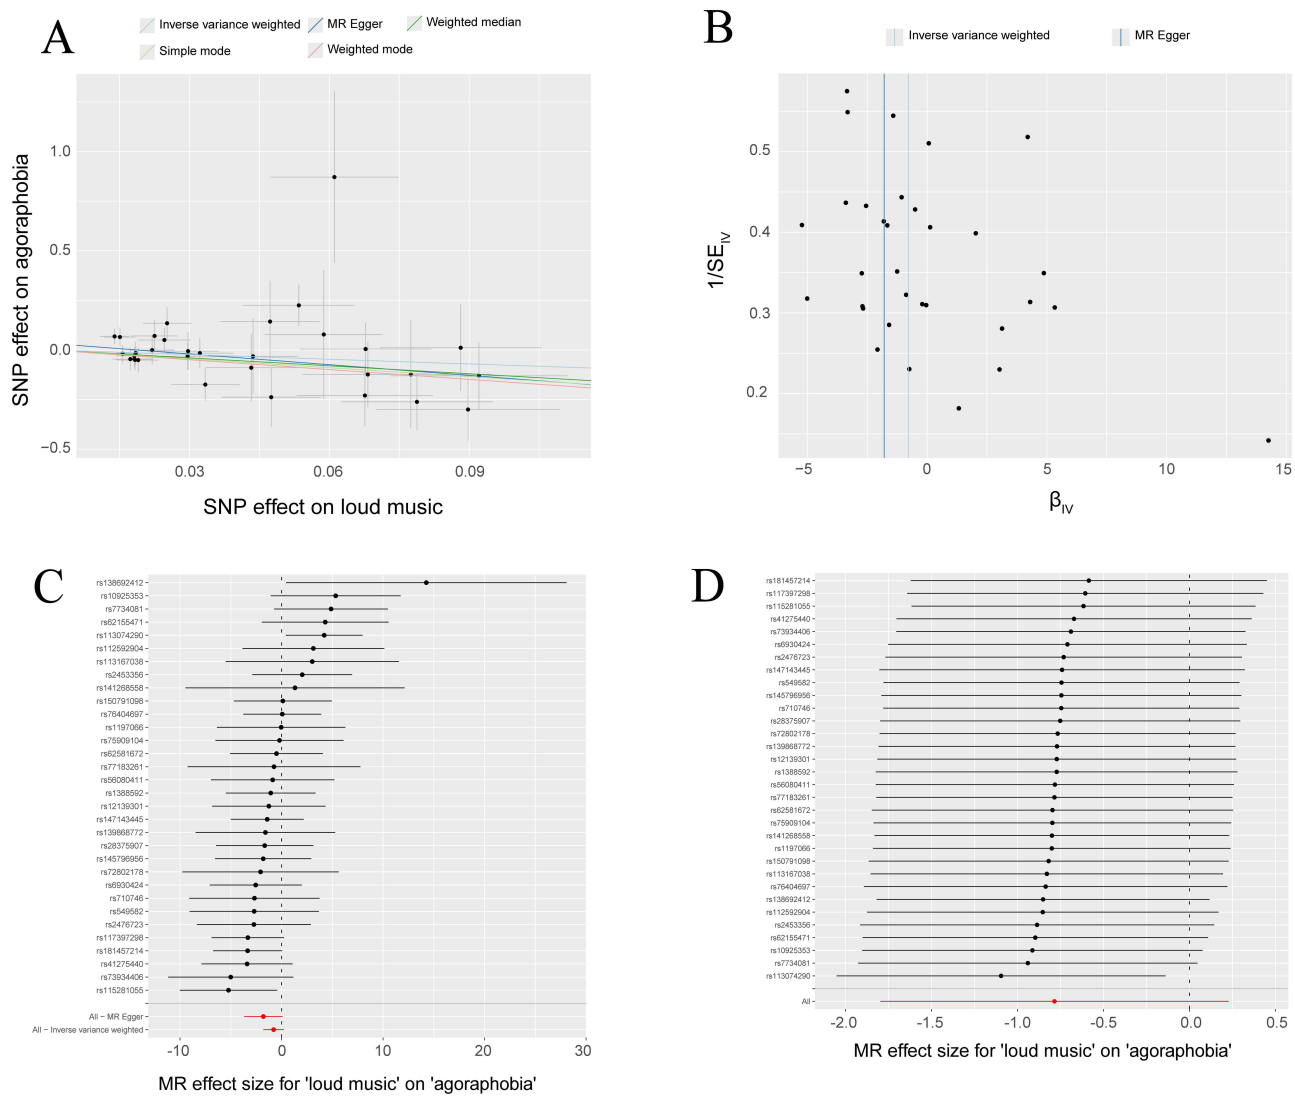 A
Inverse variance weighted
MR Egger
Weighted median
Simple mode
Weighted mode
SNP effect on agoraphobia
1.0
0.5
0.0
−0.5
0.03
0.06
0.09
SNP effect on loud music
B
Inverse variance weighted
MR Egger
1/SE_IV
0.5
0.4
0.3
0.2
−5
0
5
10
15
β_IV
C
rs138692412
rs10925353
rs7734081
rs62155471
rs113074290
rs112592904
rs113167038
rs2453356
rs141268558
rs150791098
rs76404697
rs1197066
rs75909104
rs62581672
rs77183261
rs56080411
rs1388592
rs12139301
rs147143445
rs139868772
rs28375907
rs145796956
rs72802178
rs6930424
rs710746
rs549582
rs2476723
rs117397298
rs181457214
rs41275440
rs73934406
rs115281055
All − MR Egger
All − Inverse variance weighted
-10
0
10
20
30
MR effect size for 'loud music' on 'agoraphobia'
D
rs181457214
rs117397298
rs115281055
rs41275440
rs73934406
rs6930424
rs2476723
rs147143445
rs549582
rs145796956
rs710746
rs28375907
rs72802178
rs139868772
rs12139301
rs1388592
rs56080411
rs77183261
rs62581672
rs75909104
rs141268558
rs1197066
rs150791098
rs113167038
rs76404697
rs138692412
rs112592904
rs2453356
rs62155471
rs10925353
rs7734081
rs113074290
All
-2.0
-1.5
-1.0
-0.5
0.0
0.5
MR effect size for 'loud music' on 'agoraphobia'